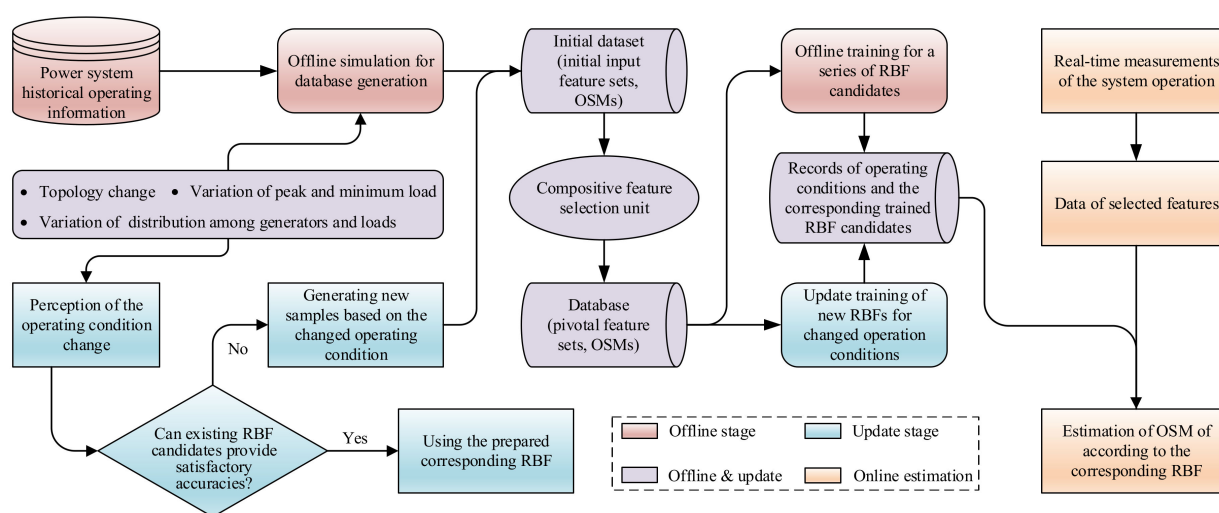 Power system
historical operating
information
Offline simulation for
database generation
Initial dataset
(initial input
feature sets,
OSMs)
Offline training for a
series of RBF
candidates
Real-time measurements
of the system operation
• Topology change • Variation of peak and minimum load
• Variation of distribution among generators and loads
Compositive feature
selection unit
Records of operating
conditions and the
corresponding trained
RBF candidates
Data of selected features
Perception of the
operating condition
change
Generating new
samples based on the
changed operating
condition
No
Database
(pivotal feature
sets, OSMs)
Update training of
new RBFs for
changed operation
conditions
Can existing RBF
candidates provide
satisfactory
accuracies?
Yes
Using the prepared
corresponding RBF
Offline stage
Update stage
Offline & update
Online estimation
Estimation of OSM of
according to the
corresponding RBF